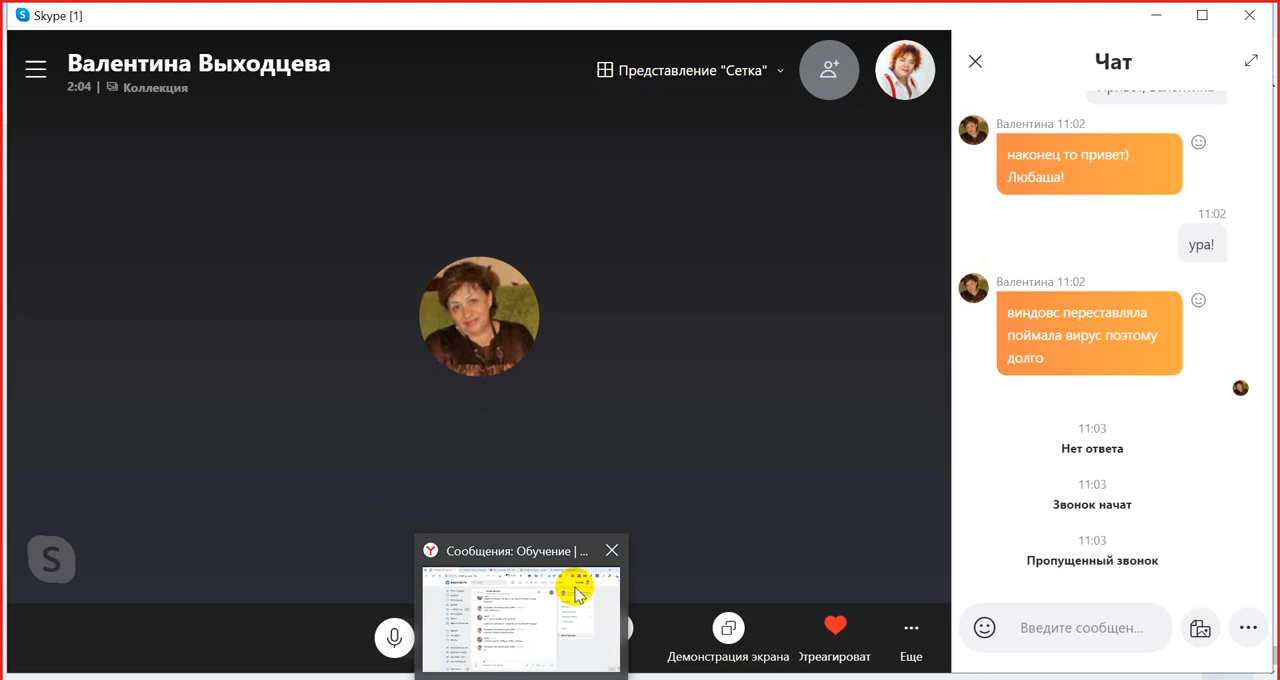 Skype [1]
Валентина Выходцева
2:04 | Коллекция
Представление "Сетка"
Чат
Валентина 11:02
наконец то привет)
Любаша!
11:02
ура!
Валентина 11:02
виндовс переставляла
поймала вирус поэтому
долго
11:03
Нет ответа
11:03
Звонок начат
11:03
Пропущенный звонок
Сообщения: Обучение | ...
Демонстрация экрана
Отреагироват
Еще
Введите сообщен...